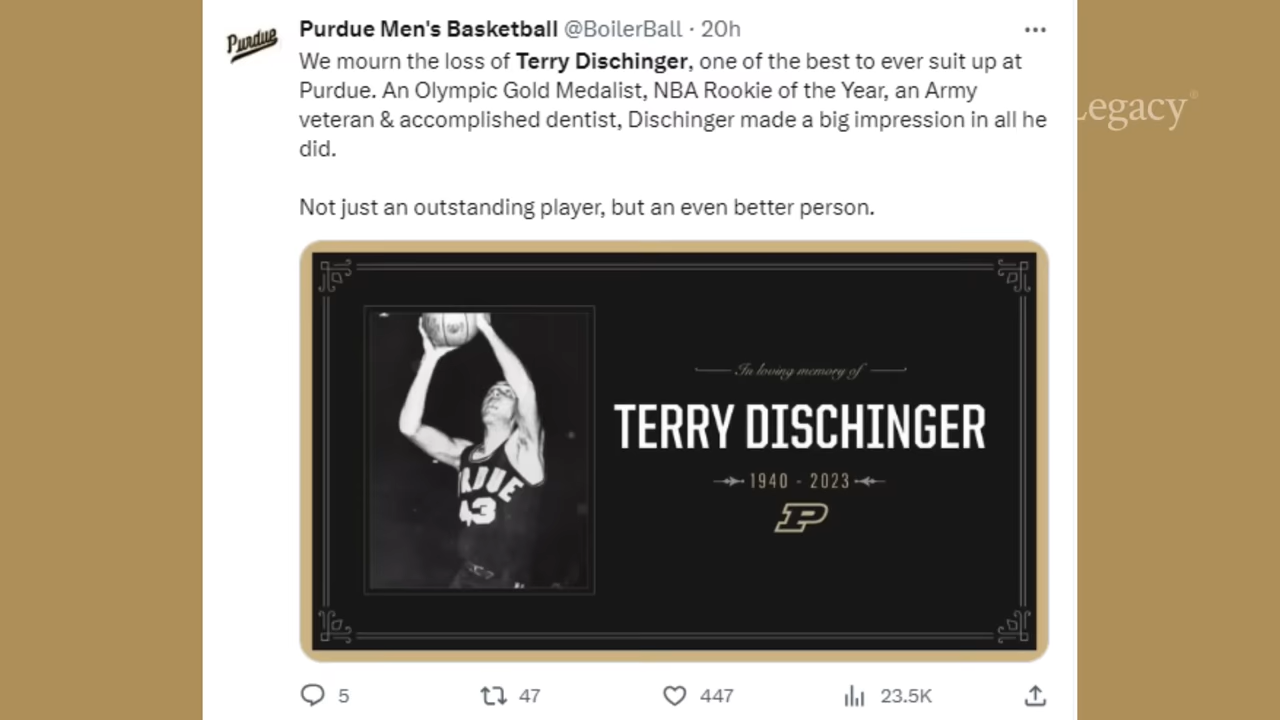 Purdue
Purdue Men's Basketball @BoilerBall · 20h
We mourn the loss of Terry Dischinger, one of the best to ever suit up at
Purdue. An Olympic Gold Medalist, NBA Rookie of the Year, an Army
veteran & accomplished dentist, Dischinger made a big impression in all he
did.
Not just an outstanding player, but an even better person.
Legacy
In loving memory of
TERRY DISCHINGER
1940 - 2023
P
RDUE
43
5 47 447 23.5K